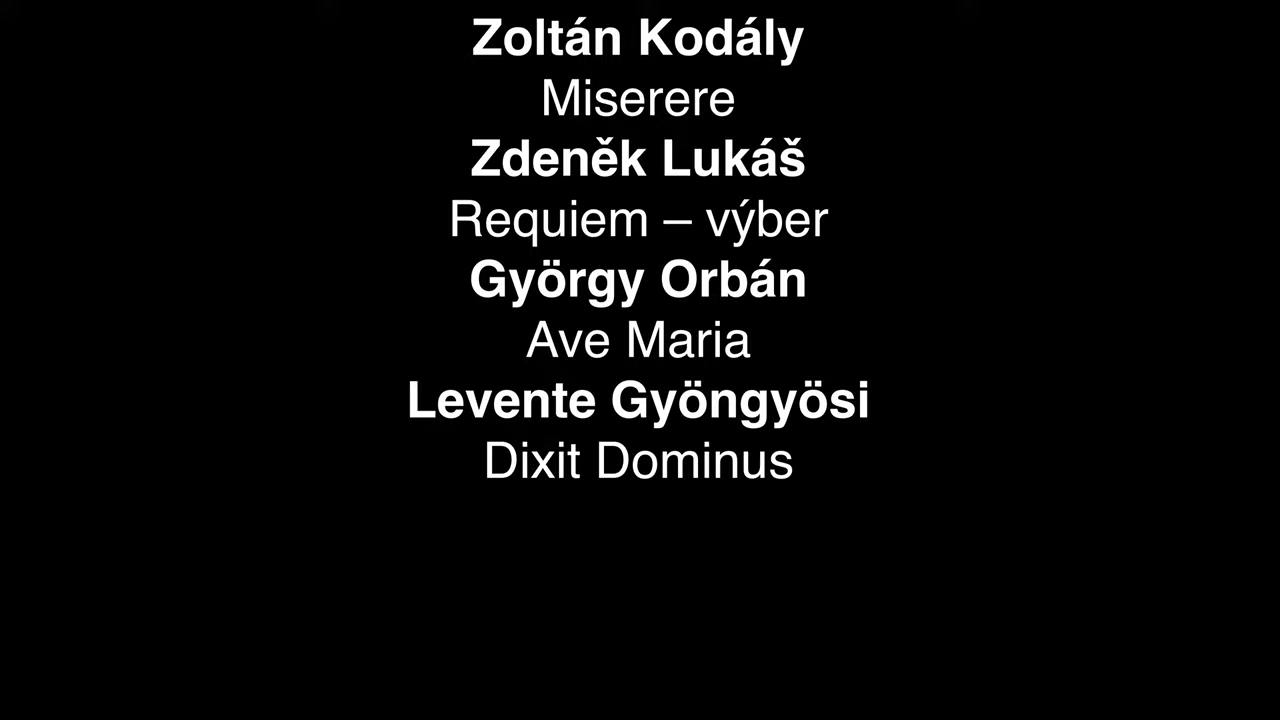 Zoltán Kodály
Miserere
Zdeněk Lukáš
Requiem – výber
György Orbán
Ave Maria
Levente Gyöngyösi
Dixit Dominus